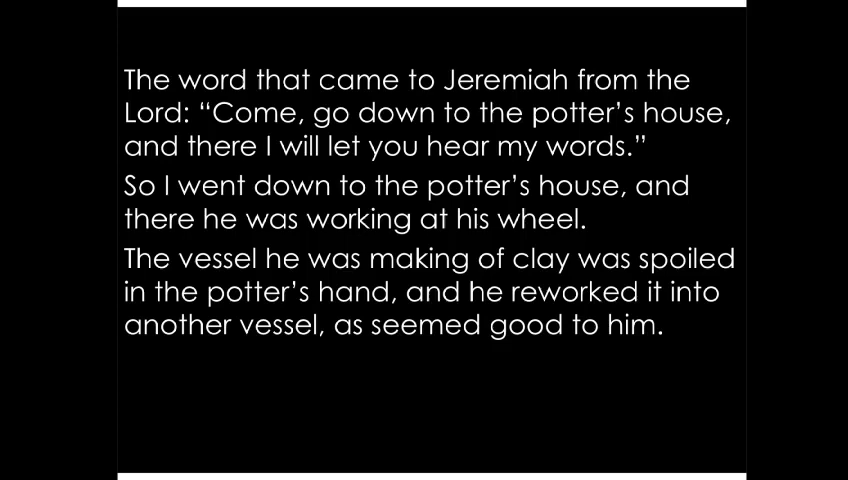 The word that came to Jeremiah from the
Lord: “Come, go down to the potter’s house,
and there I will let you hear my words.”
So I went down to the potter’s house, and
there he was working at his wheel.
The vessel he was making of clay was spoiled
in the potter’s hand, and he reworked it into
another vessel, as seemed good to him.